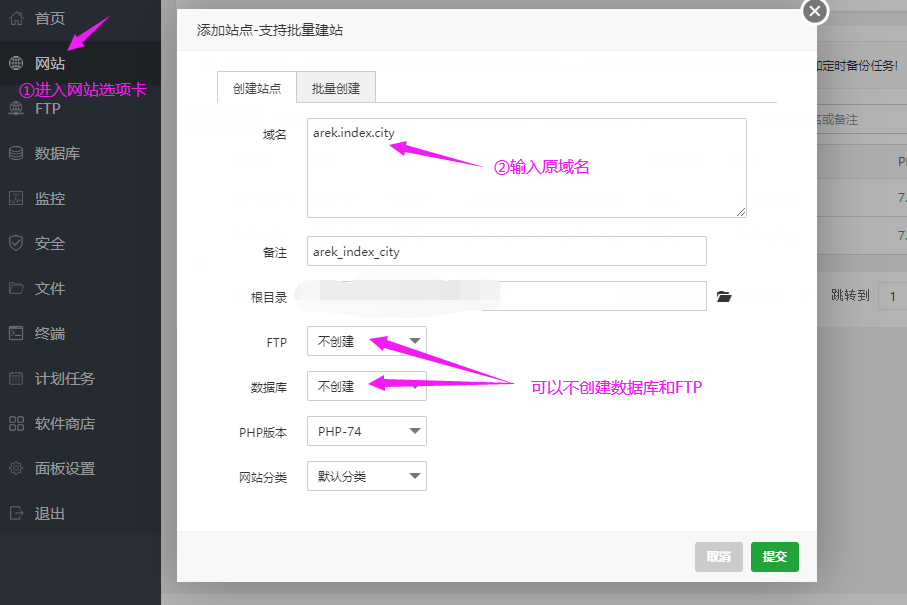 首页
网站
①进入网站选项卡
FTP
数据库
监控
安全
文件
终端
计划任务
软件商店
面板设置
退出
添加站点-支持批量建站
创建站点
批量创建
域名
arek.index.city
②输入原域名
备注
arek_index_city
根目录
FTP
不创建
数据库
不创建
可以不创建数据库和FTP
PHP版本
PHP-74
网站分类
默认分类
取消
提交
定时备份任务!
或备注
7.
7.
跳转到
1